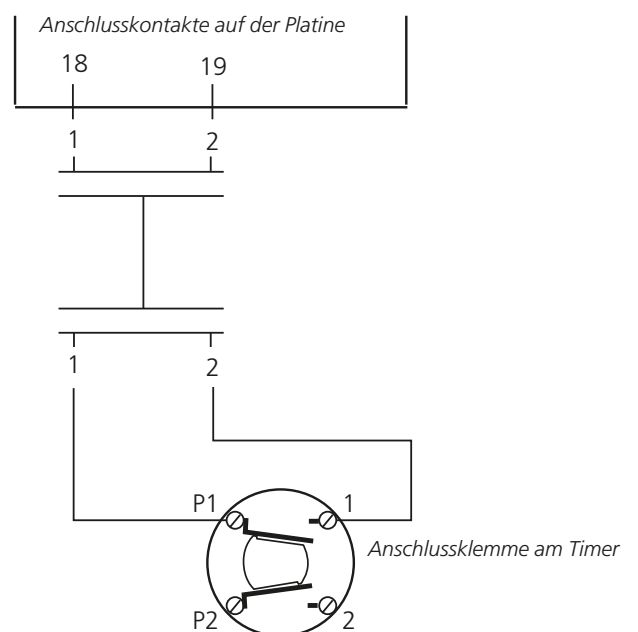 Anschlusskontakte auf der Platine
18 19
1 2
1 2
P1 1
Anschlussklemme am Timer
P2 2